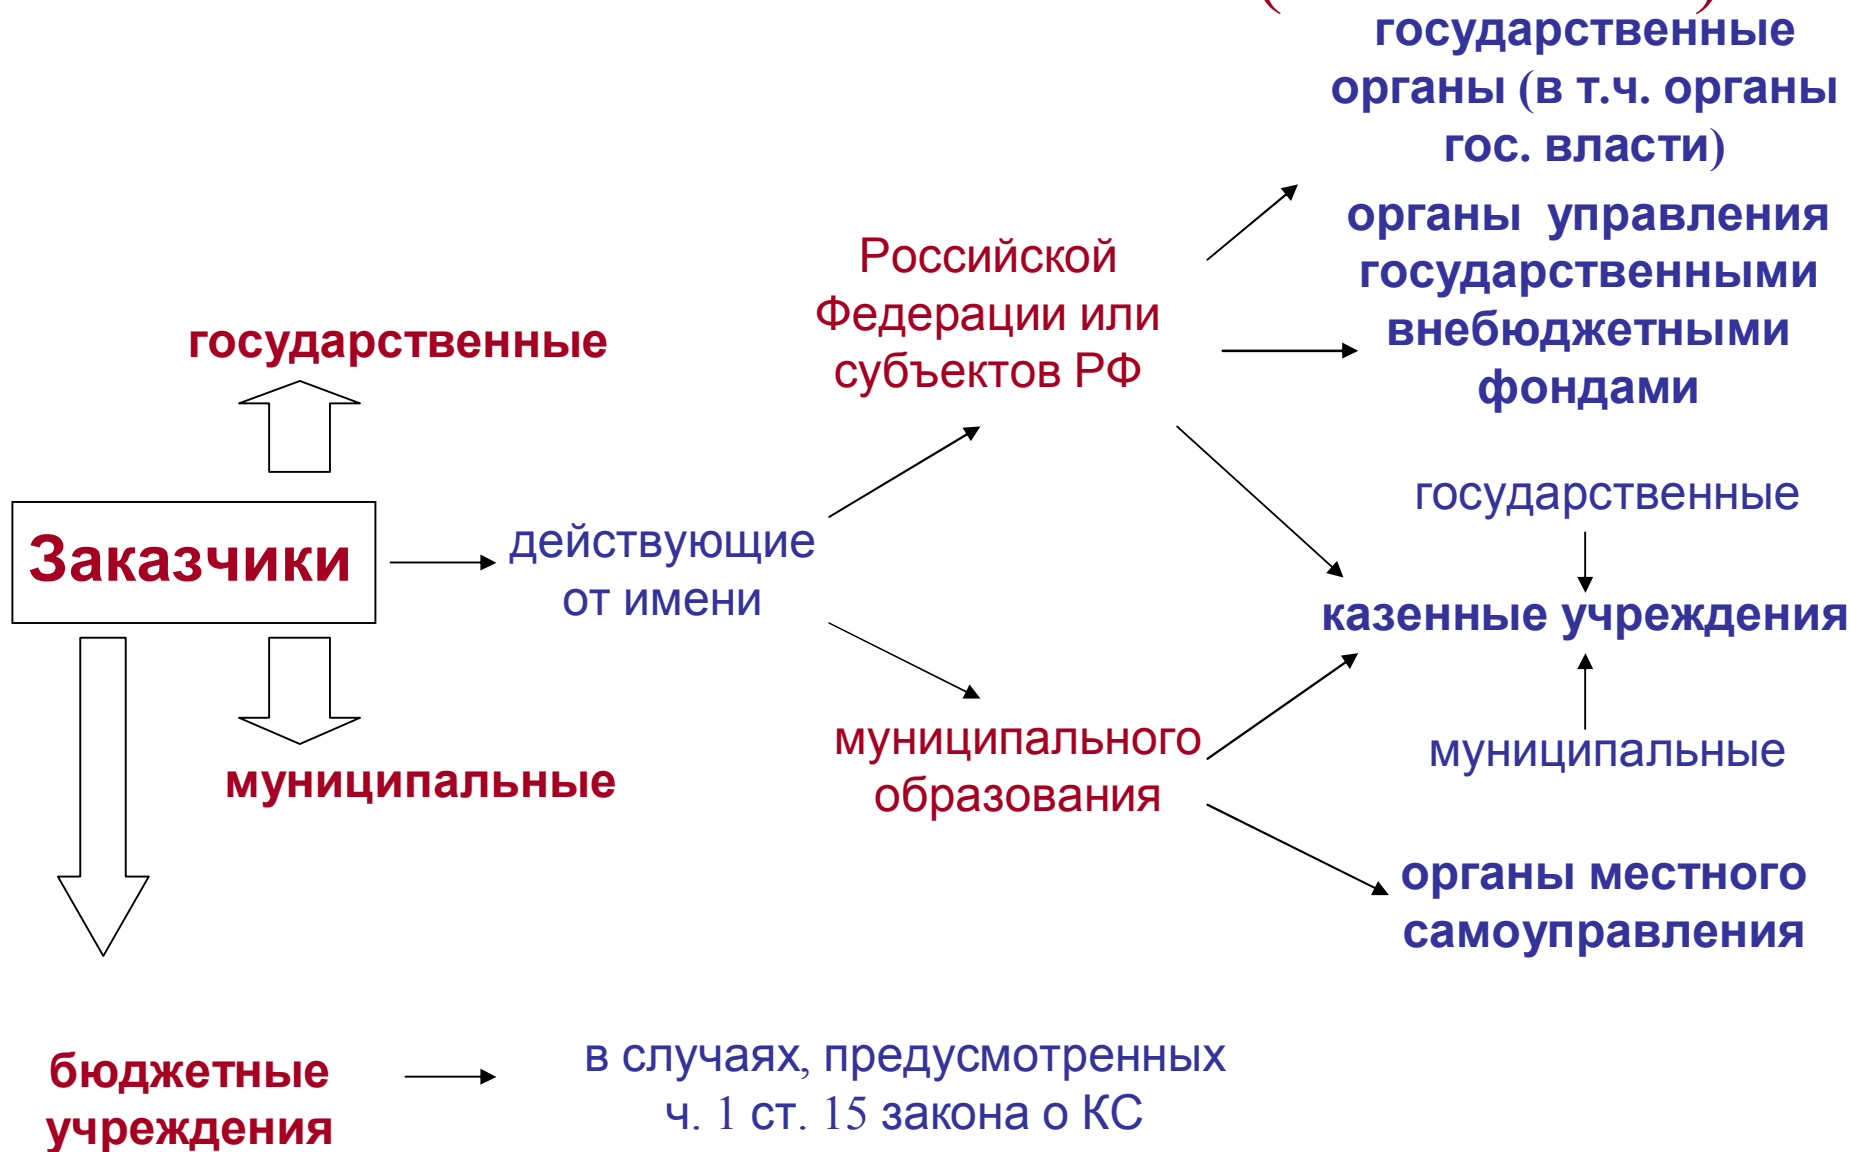 государственные
органы (в т.ч. органы
гос. власти)
органы управления
государственными
внебюджетными
фондами
Российской
Федерации или
субъектов РФ
государственные
государственные
Заказчики
действующие
от имени
казенные учреждения
муниципальные
муниципального
образования
муниципальные
органы местного
самоуправления
бюджетные
учреждения
в случаях, предусмотренных
ч. 1 ст. 15 закона о КС